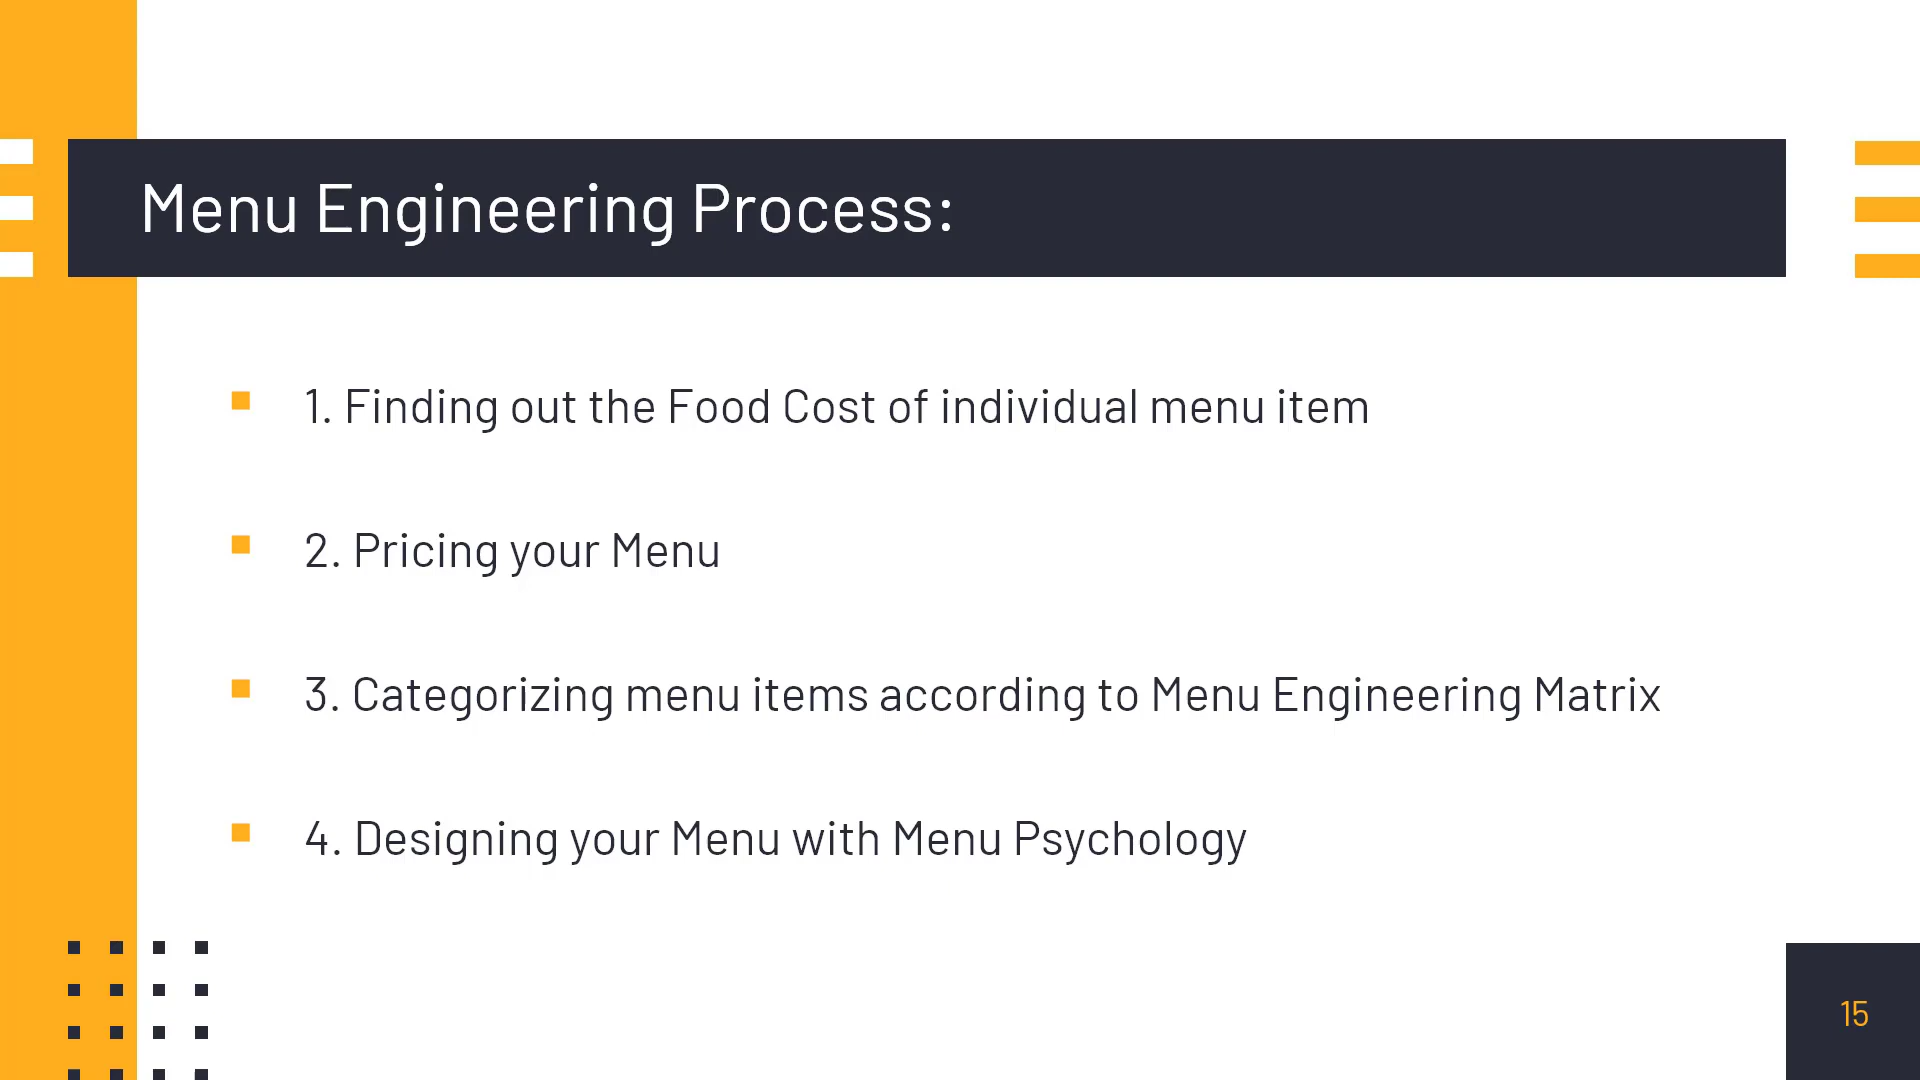 Menu Engineering Process:
1. Finding out the Food Cost of individual menu item
2. Pricing your Menu
3. Categorizing menu items according to Menu Engineering Matrix
4. Designing your Menu with Menu Psychology
15